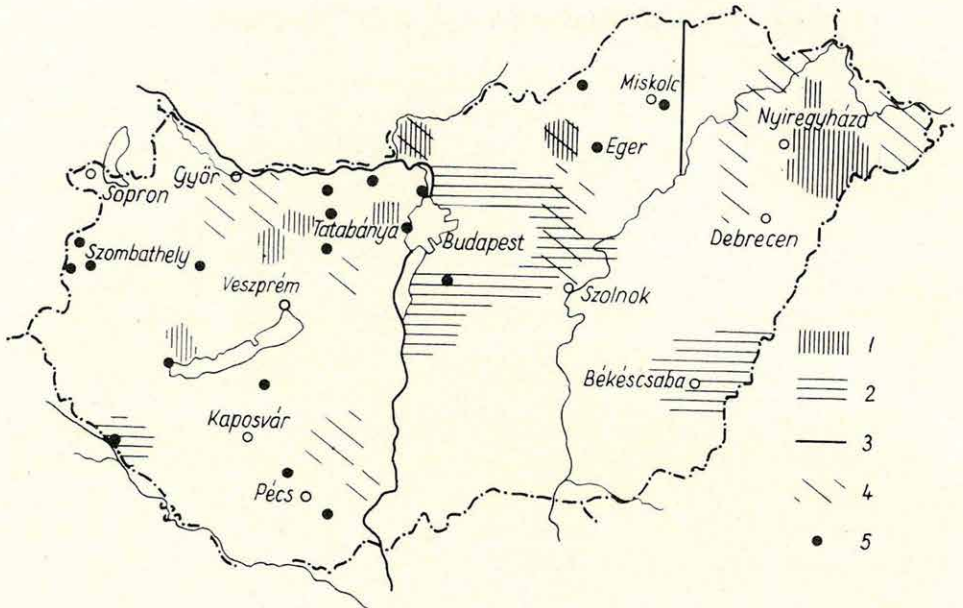 Miskolc
Nyiregyháza
Eger
Sopron
Győr
Tatabánya
Budapest
Debrecen
Szombathely
Veszprém
Szolnok
Békéscsaba
Kaposvár
Pécs
1
2
3
4
5